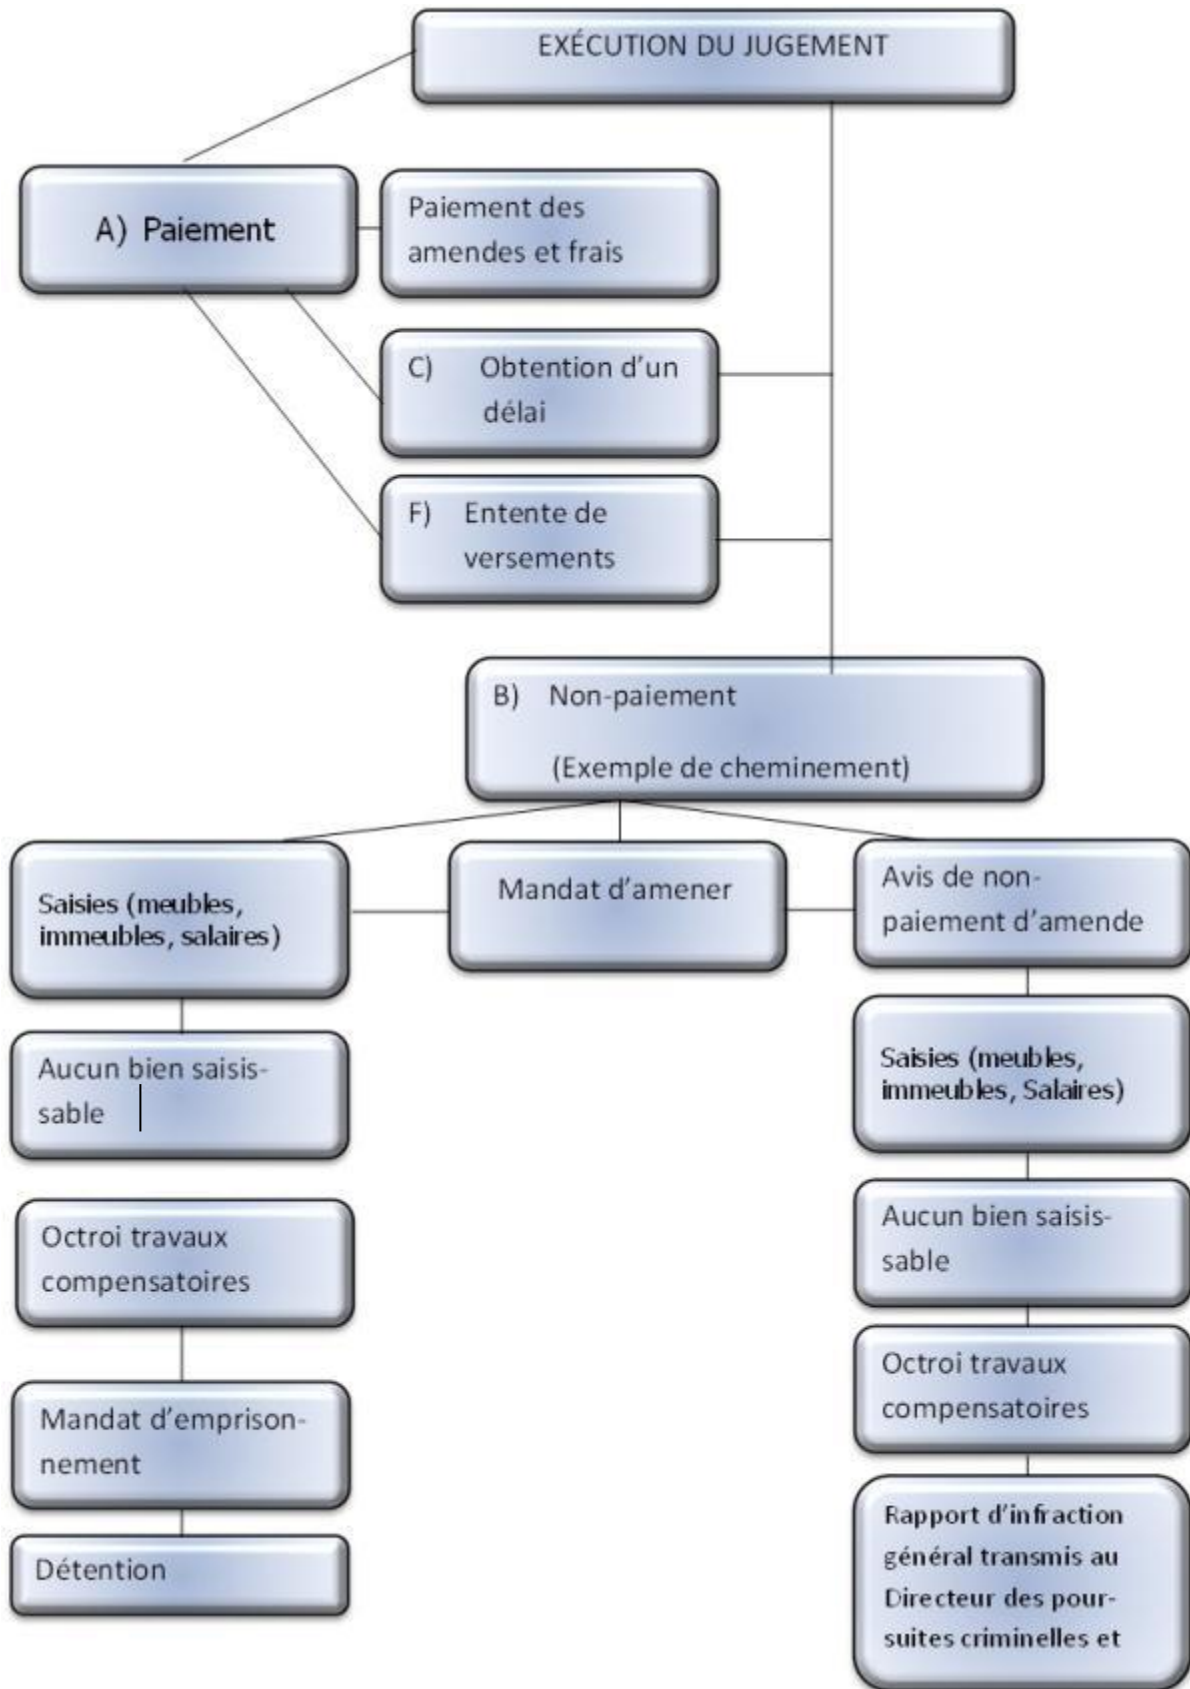 EXÉCUTION DU JUGEMENT
A) Paiement
Paiement des
amendes et frais
C) Obtention d'un
délai
F) Entente de
versements
B) Non-paiement
(Exemple de cheminement)
Saisies (meubles,
immeubles, salaires)
Mandat d'amener
Avis de non-
paiement d'amende
Aucun bien saisis-
sable
Saisies (meubles,
immeubles, Salaires)
Octroi travaux
compensatoires
Aucun bien saisis-
sable
Mandat d'emprison-
nement
Octroi travaux
compensatoires
Détention
Rapport d'infraction
général transmis au
Directeur des pour-
suites criminelles et